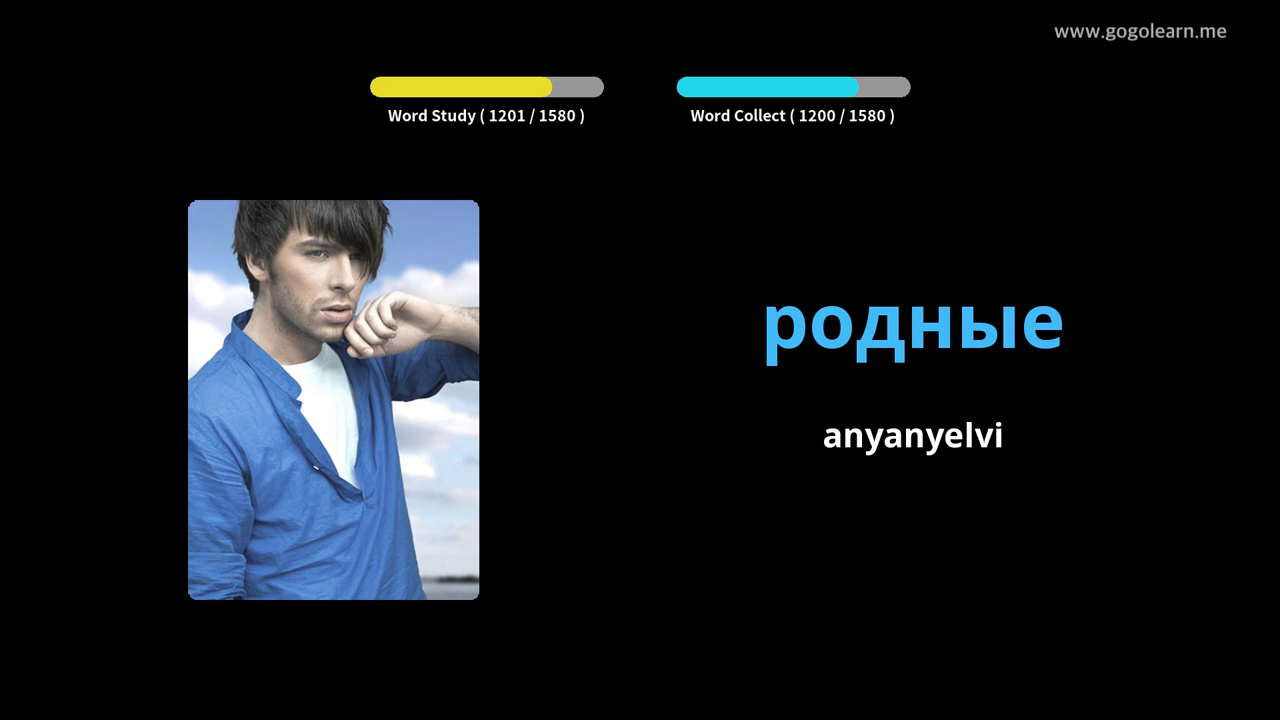 www.gogolearn.me
Word Study ( 1201 / 1580 )
Word Collect ( 1200 / 1580 )
родные
anyanyelvi